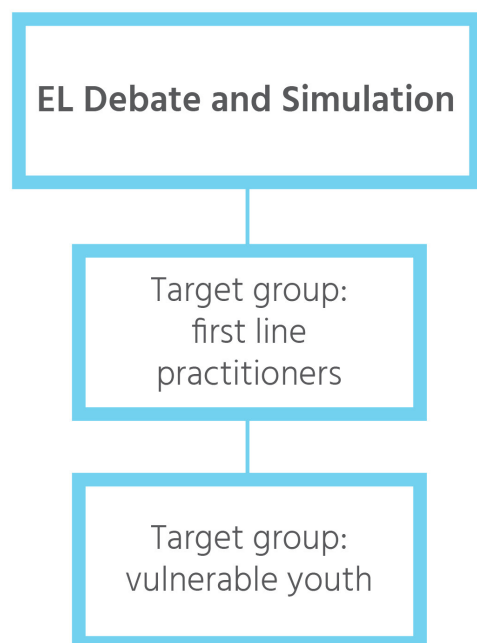 EL Debate and Simulation
Target group:
first line
practitioners
Target group:
vulnerable youth